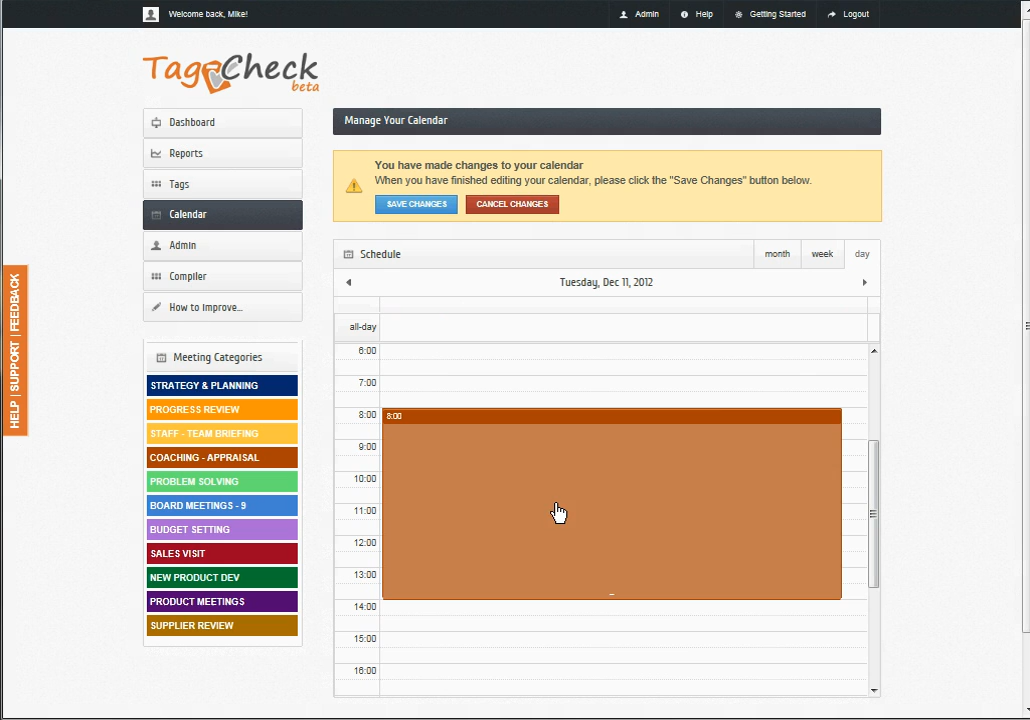 Welcome back, Mike!
Admin
Help
Getting Started
Logout
Tag Check
beta
Dashboard
Reports
Tags
Calendar
Admin
Compiler
How to Improve...
HELP | SUPPORT | FEEDBACK
Meeting Categories
STRATEGY & PLANNING
PROGRESS REVIEW
STAFF - TEAM BRIEFING
COACHING - APPRAISAL
PROBLEM SOLVING
BOARD MEETINGS - 9
BUDGET SETTING
SALES VISIT
NEW PRODUCT DEV
PRODUCT MEETINGS
SUPPLIER REVIEW
Manage Your Calendar
You have made changes to your calendar
When you have finished editing your calendar, please click the "Save Changes" button below.
SAVE CHANGES
CANCEL CHANGES
Schedule
month
week
day
Tuesday, Dec 11, 2012
all-day
6:00
7:00
8:00
8:00
9:00
10:00
11:00
12:00
13:00
14:00
15:00
16:00